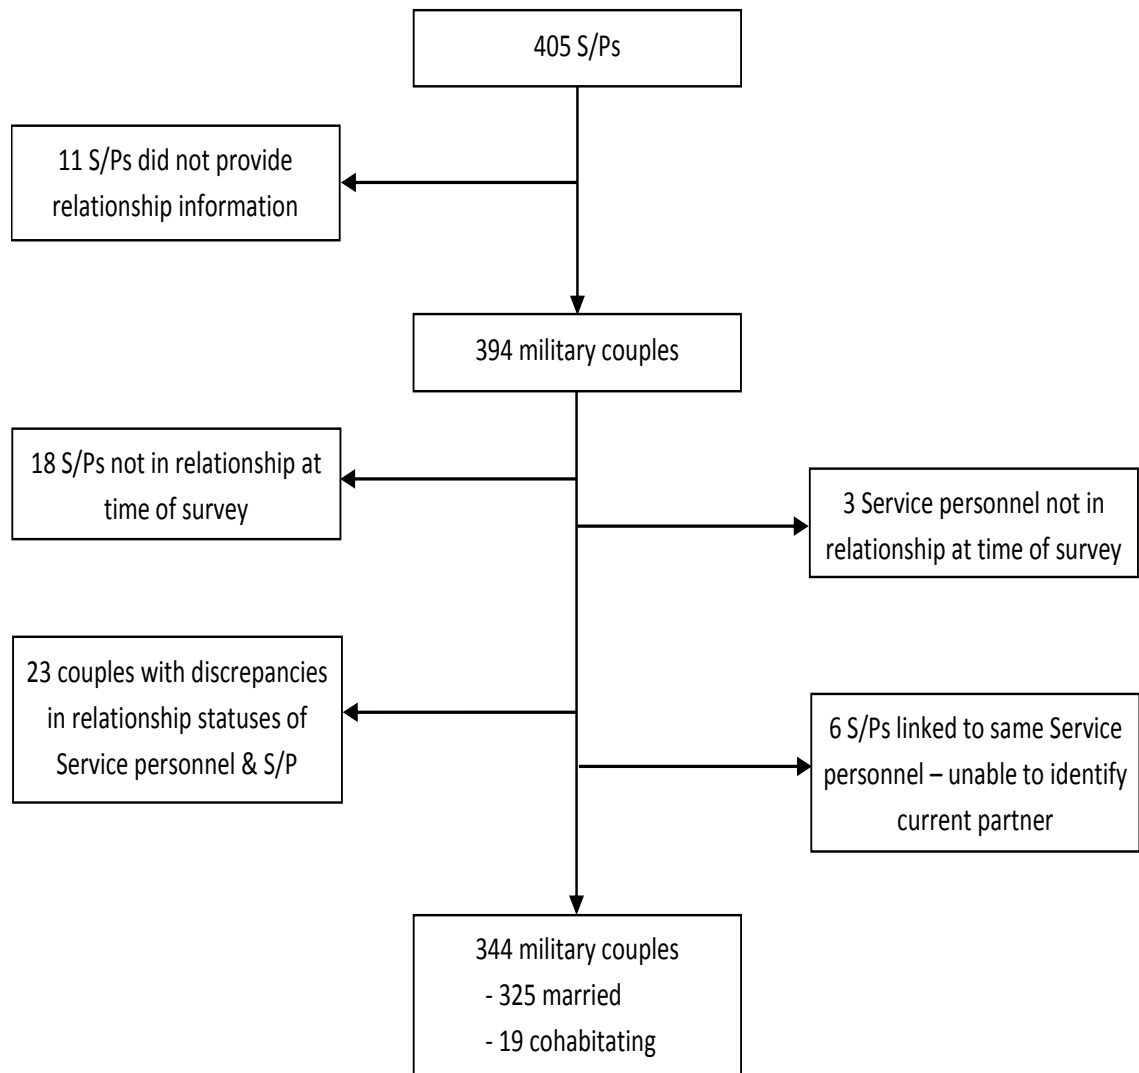 405 S/Ps
11 S/Ps did not provide
relationship information
394 military couples
18 S/Ps not in relationship at
time of survey
3 Service personnel not in
relationship at time of survey
23 couples with discrepancies
in relationship statuses of
Service personnel & S/P
6 S/Ps linked to same Service
personnel – unable to identify
current partner
344 military couples
- 325 married
- 19 cohabitating